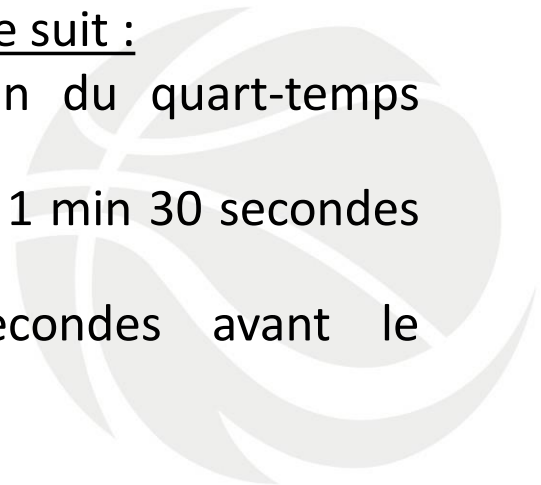 e suit :
n du quart-temps
1 min 30 secondes
econdes avant le